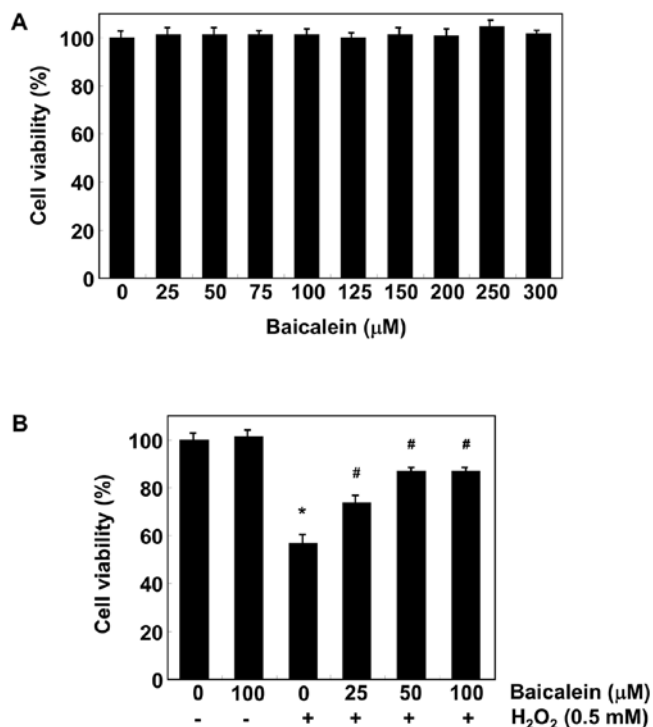 A
Cell viability (%)
100
80
60
40
20
0
0 25 50 75 100 125 150 200 250 300
Baicalein (μM)
B
Cell viability (%)
100
80
60
40
20
0
* # # #
0 100 0 25 50 100 Baicalein (μM)
- - + + + + H₂O₂ (0.5 mM)